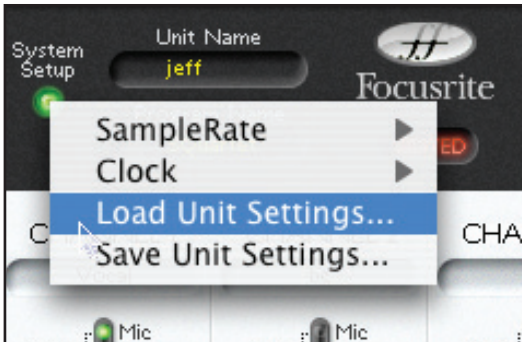 System
Setup
Unit Name
jeff
Focusrite
SampleRate
Clock
Load Unit Settings...
Save Unit Settings...
CHA
Mic
Mic